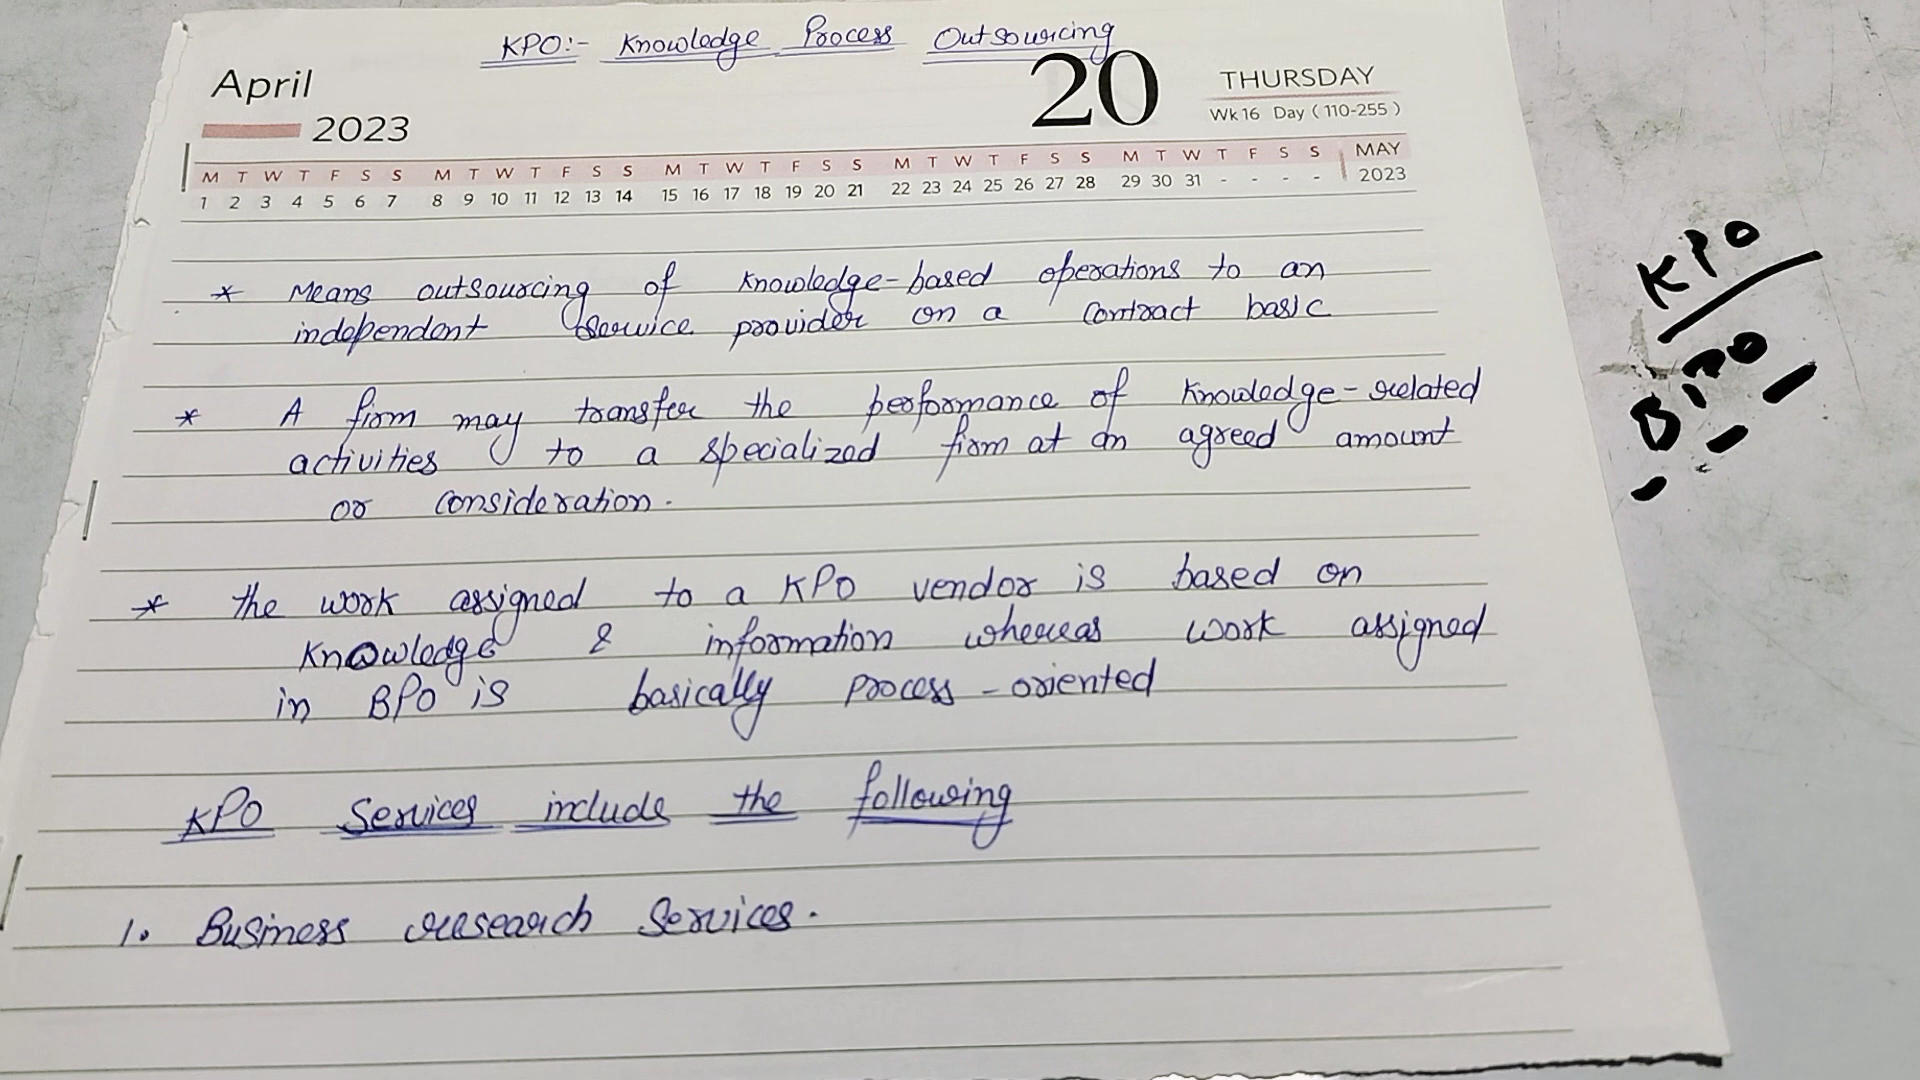 KPO:- Knowledge Process Outsourcing
April
20
THURSDAY
2023
Wk 16 Day ( 110-255 )
M T W T F S S M T W T F S S M T W T F S S M T W T F S S M T W T F S S MAY
1 2 3 4 5 6 7 8 9 10 11 12 13 14 15 16 17 18 19 20 21 22 23 24 25 26 27 28 29 30 31 - - - - 2023
* Means outsourcing of knowledge-based operations to an
independent service provider on a contract basic
* A firm may transfer the performance of knowledge-related
activities to a specialized firm at an agreed amount
or consideration.
* the work assigned to a KPO vendor is based on
knowledge & information whereas work assigned
in BPO is basically process-oriented
KPO Services include the following
1. Business research services.
KPO
BPO